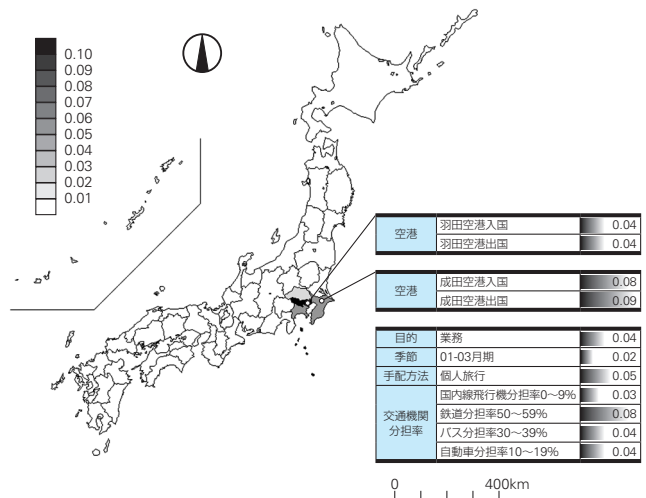 0.10
0.09
0.08
0.07
0.06
0.05
0.04
0.03
0.02
0.01
空港
羽田空港入国 0.04
羽田空港出国 0.04
空港
成田空港入国 0.08
成田空港出国 0.09
目的 業務 0.04
季節 01-03月期 0.02
手配方法 個人旅行 0.05
交通機関
分担率
国内線飛行機分担率0～9% 0.03
鉄道分担率50～59% 0.08
バス分担率30～39% 0.04
自動車分担率10～19% 0.04
0 400km